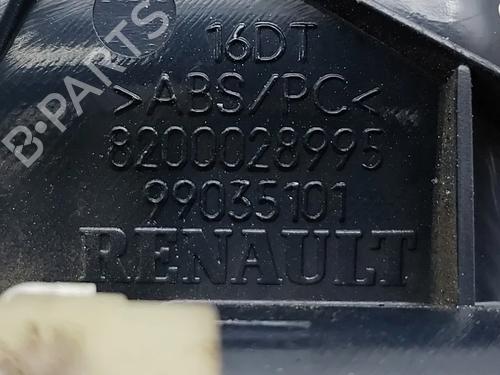 16DT
>ABS/PC<
8200028995
99035101
RENAULT
B-PARTS